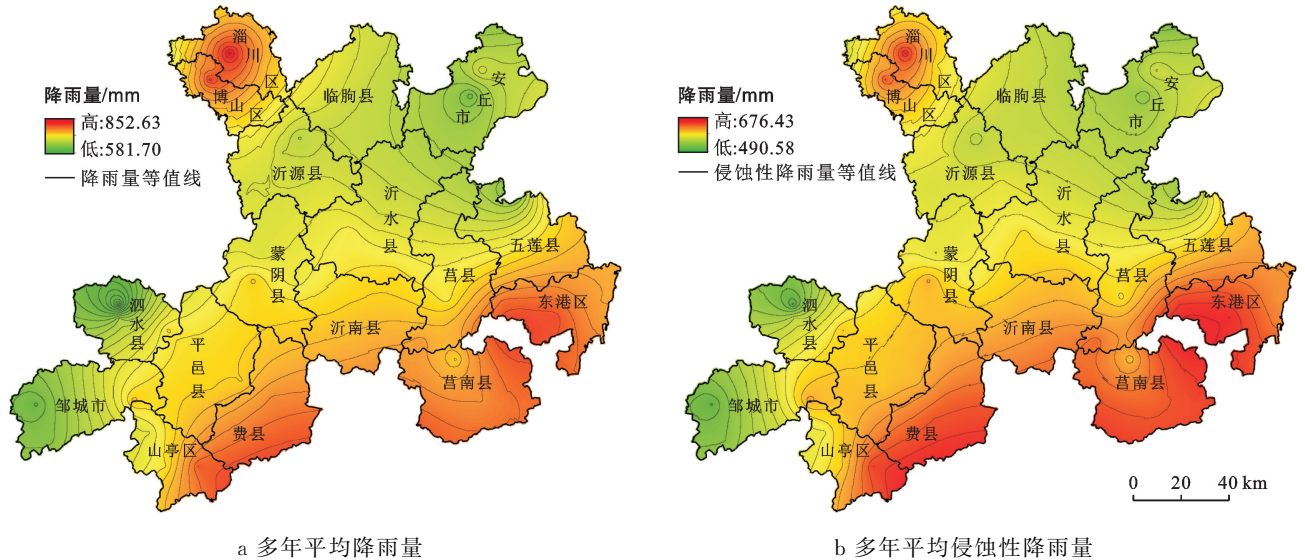 淄川区
博山区
临朐县
安丘市
降雨量/mm
高:852.63
低:581.70
降雨量等值线
沂源县
沂水县
蒙阴县
五莲县
莒县
东港区
泗水县
沂南县
平邑县
莒南县
邹城市
费县
山亭区
a 多年平均降雨量
淄川区
博山区
临朐县
安丘市
降雨量/mm
高:676.43
低:490.58
侵蚀性降雨量等值线
沂源县
沂水县
蒙阴县
五莲县
莒县
东港区
泗水县
沂南县
平邑县
莒南县
邹城市
费县
山亭区
0 20 40 km
b 多年平均侵蚀性降雨量